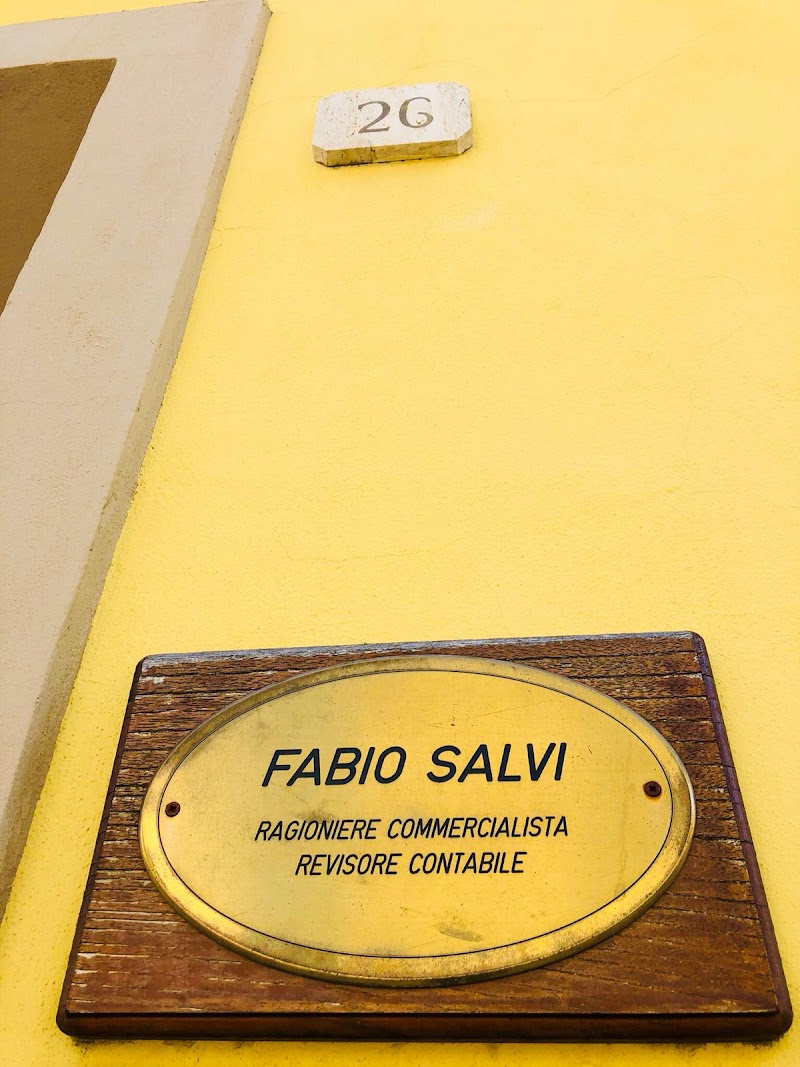 26
FABIO SALVI
RAGIONIERE COMMERCIALISTA
REVISORE CONTABILE